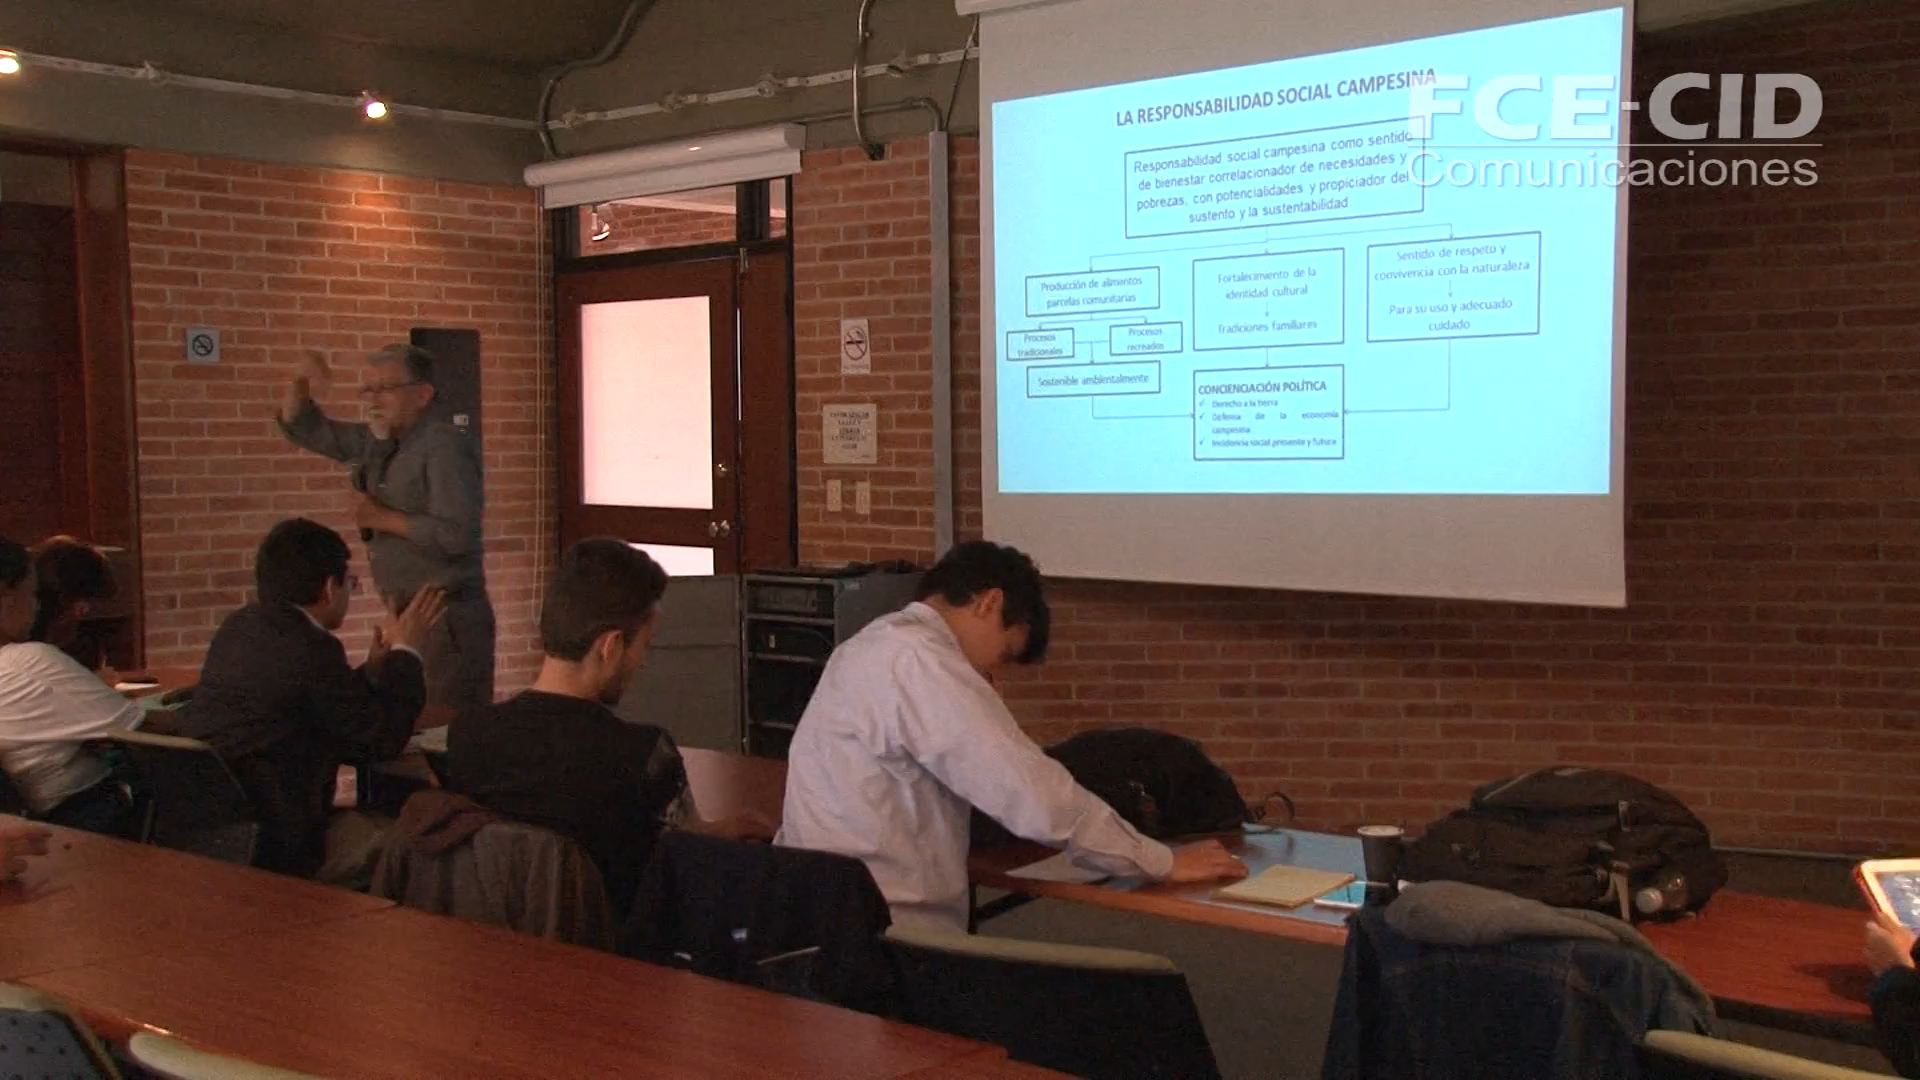 LA RESPONSABILIDAD SOCIAL CAMPESINA
FCE-CID
Comunicaciones
Responsabilidad social campesina como sentido
de bienestar correlacionador de necesidades y
pobrezas, con potencialidades y propiciador del
sustento y la sustentabilidad
Producción de alimentos
parcelas comunitarias
Procesos
tradicionales
Procesos
recreados
Sostenible ambientalmente
Fortalecimiento de la
identidad cultural
Tradiciones familiares
Sentido de respeto y
convivencia con la naturaleza
Para su uso y adecuado
cuidado
CONCIENCIACIÓN POLÍTICA
✓ Derecho a la tierra
✓ Defensa de la economía
campesina
✓ Incidencia social presente y futura